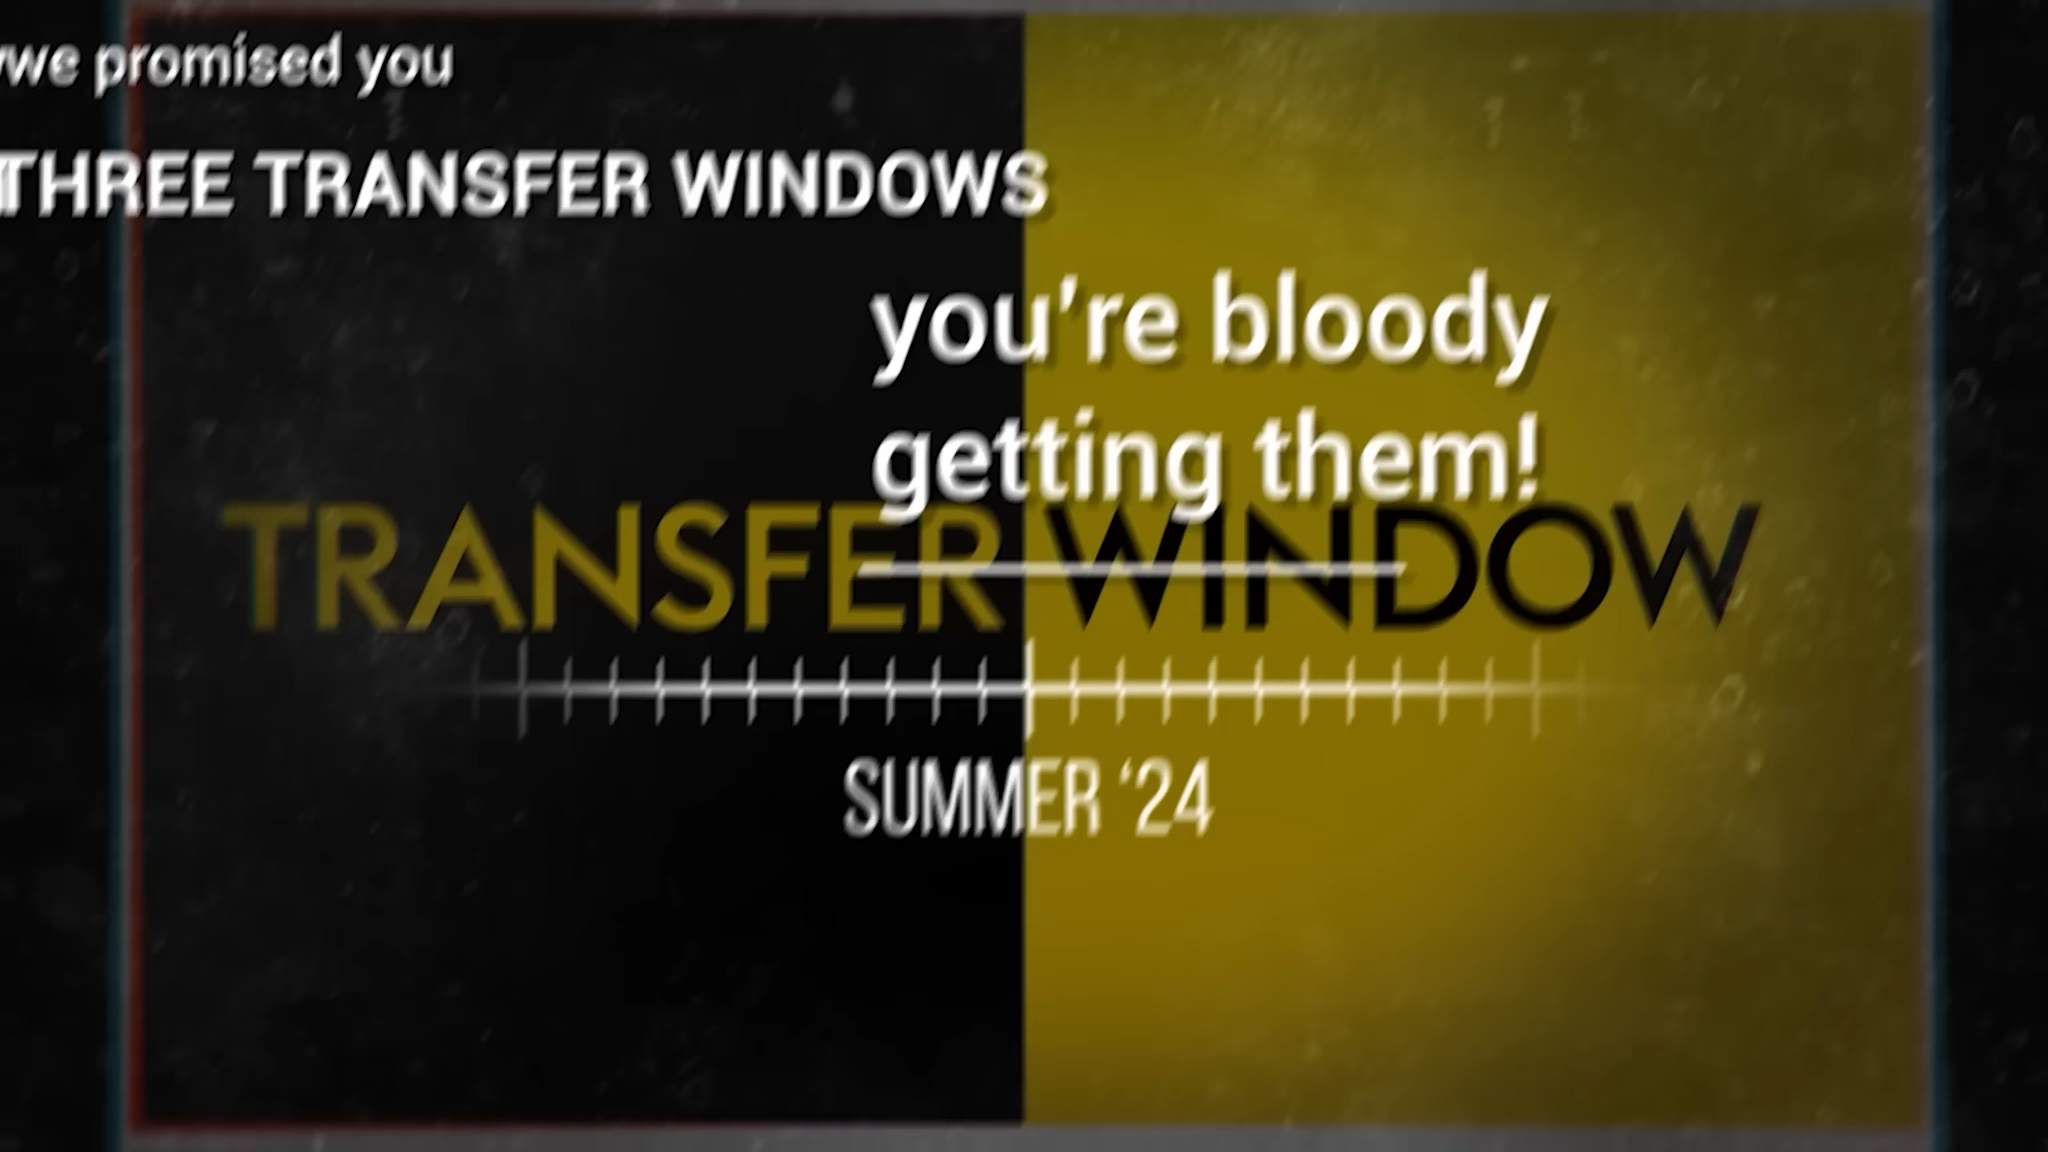 we promised you
THREE TRANSFER WINDOWS
you're bloody
getting them!
TRANSFER WINDOW
SUMMER ‘24